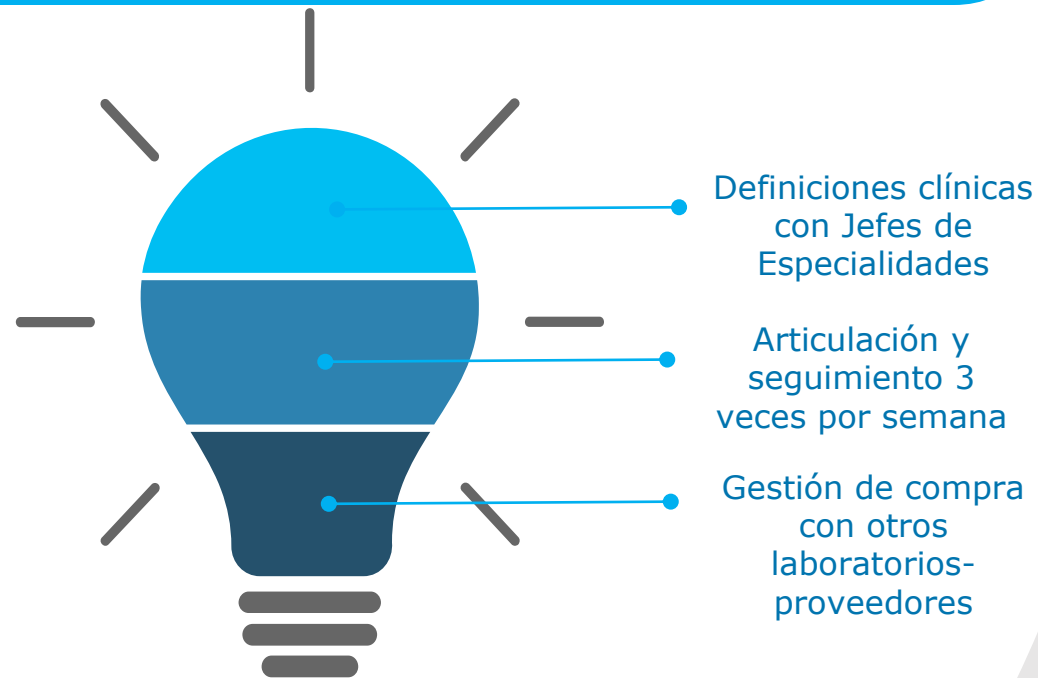 Definiciones clínicas
con Jefes de
Especialidades
Articulación y
seguimiento 3
veces por semana
Gestión de compra
con otros
laboratorios-
proveedores